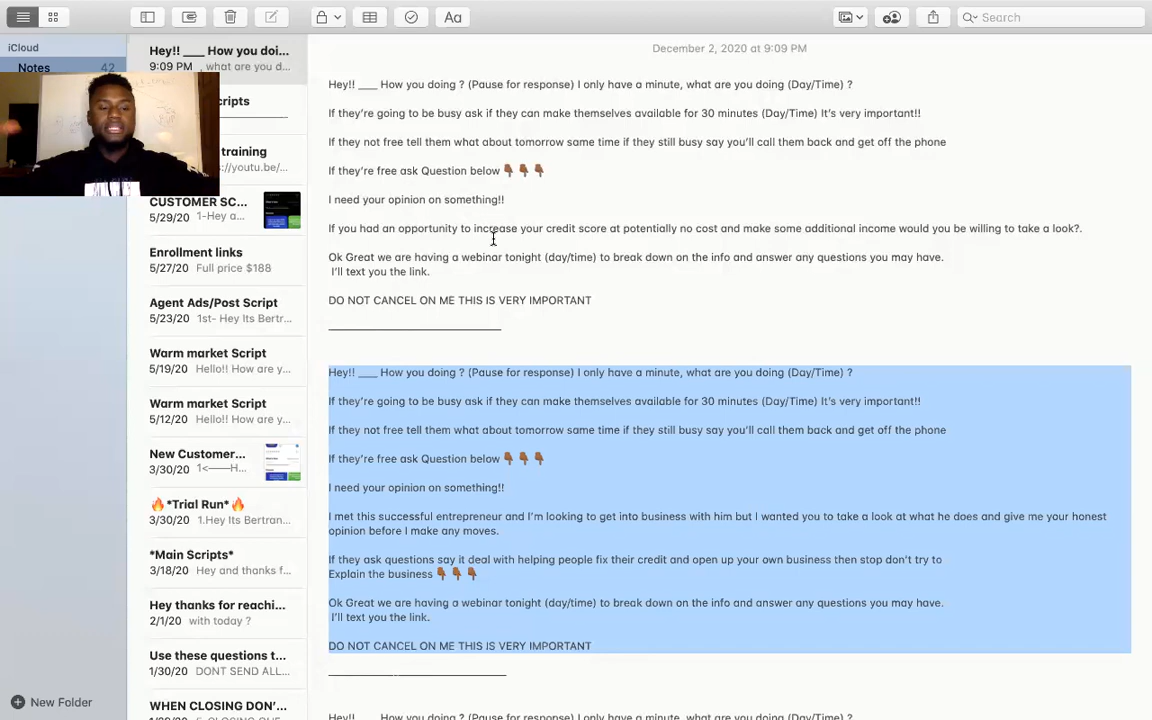 Aa
Search
iCloud
Notes 42
New Folder
Hey!! ___ How you doi...
9:09 PM , what are you d
cripts
training
s://youtu.be/...
CUSTOMER SC...
5/29/20 1-Hey a...
Enrollment links
5/27/20 Full price $188
Agent Ads/Post Script
5/23/20 1st- Hey Its Bertr...
Warm market Script
5/19/20 Hello!! How are y...
Warm market Script
5/12/20 Hello!! How are y...
New Customer...
3/30/20 1<——H...
🔥*Trial Run*🔥
3/30/20 1.Hey Its Bertran...
*Main Scripts*
3/18/20 Hey and thanks f...
Hey thanks for reachi...
2/1/20 with today ?
Use these questions t...
1/30/20 DONT SEND ALL...
WHEN CLOSING DON'...
December 2, 2020 at 9:09 PM
Hey!! ___ How you doing ? (Pause for response) I only have a minute, what are you doing (Day/Time) ?
If they're going to be busy ask if they can make themselves available for 30 minutes (Day/Time) It's very important!!
If they not free tell them what about tomorrow same time if they still busy say you'll call them back and get off the phone
If they're free ask Question below 👇🏾👇🏾👇🏾
I need your opinion on something!!
If you had an opportunity to increase your credit score at potentially no cost and make some additional income would you be willing to take a look?.
Ok Great we are having a webinar tonight (day/time) to break down on the info and answer any questions you may have.
I'll text you the link.
DO NOT CANCEL ON ME THIS IS VERY IMPORTANT
Hey!! ___ How you doing ? (Pause for response) I only have a minute, what are you doing (Day/Time) ?
If they're going to be busy ask if they can make themselves available for 30 minutes (Day/Time) It's very important!!
If they not free tell them what about tomorrow same time if they still busy say you'll call them back and get off the phone
If they're free ask Question below 👇🏾👇🏾👇🏾
I need your opinion on something!!
I met this successful entrepreneur and I'm looking to get into business with him but I wanted you to take a look at what he does and give me your honest
opinion before I make any moves.
If they ask questions say it deal with helping people fix their credit and open up your own business then stop don't try to
Explain the business 👇🏾👇🏾👇🏾
Ok Great we are having a webinar tonight (day/time) to break down on the info and answer any questions you may have.
I'll text you the link.
DO NOT CANCEL ON ME THIS IS VERY IMPORTANT
Hey!! ___ How you doing ? (Pause for response) I only have a minute, what are you doing (Day/Time) ?